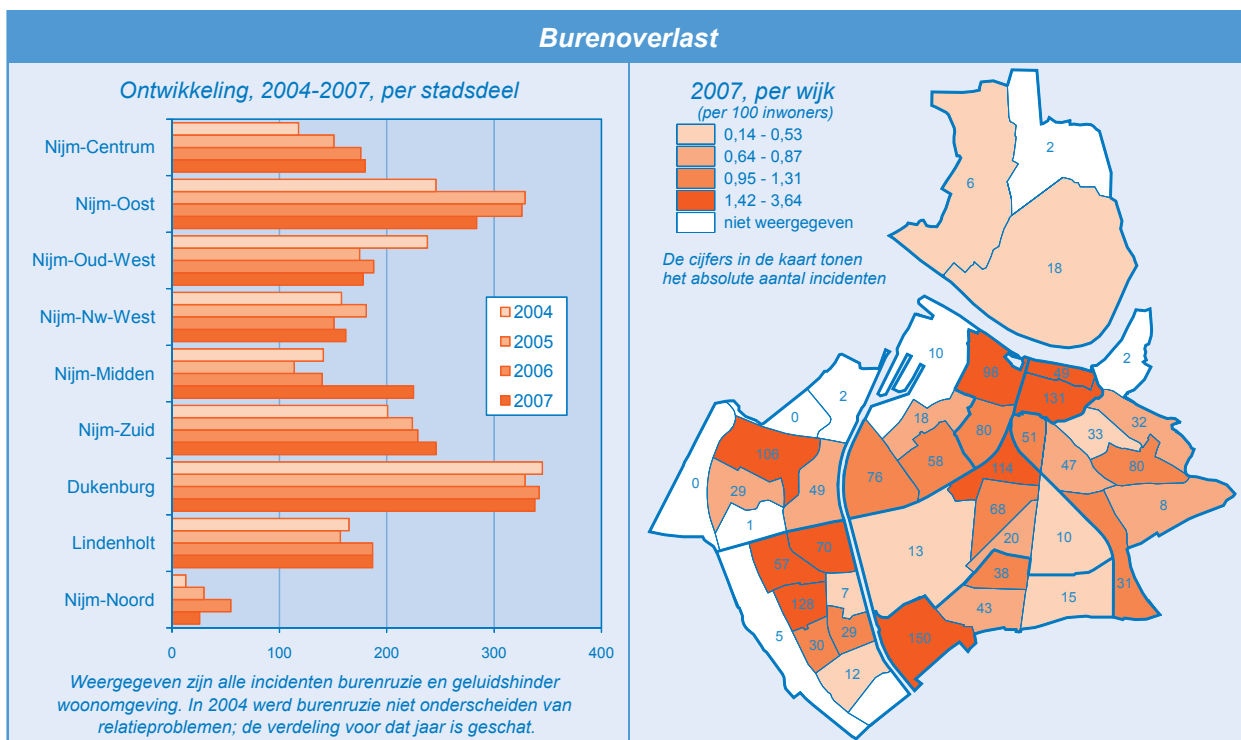 Burenoverlast
Ontwikkeling, 2004-2007, per stadsdeel
Nijm-Centrum
Nijm-Oost
Nijm-Oud-West
Nijm-Nw-West
Nijm-Midden
Nijm-Zuid
Dukenburg
Lindenholt
Nijm-Noord
2004
2005
2006
2007
0 100 200 300 400
Weergegeven zijn alle incidenten burenruzie en geluidshinder
woonomgeving. In 2004 werd burenruzie niet onderscheiden van
relatieproblemen; de verdeling voor dat jaar is geschat.
2007, per wijk
(per 100 inwoners)
0,14 - 0,53
0,64 - 0,87
0,95 - 1,31
1,42 - 3,64
niet weergegeven
De cijfers in de kaart tonen
het absolute aantal incidenten
2
6
18
10
2
98
49
2
131
0
18
32
80
51
33
106
58
80
114
47
76
0
29
49
8
68
1
20
10
13
70
57
38
31
7
128
15
43
5
30
29
150
12